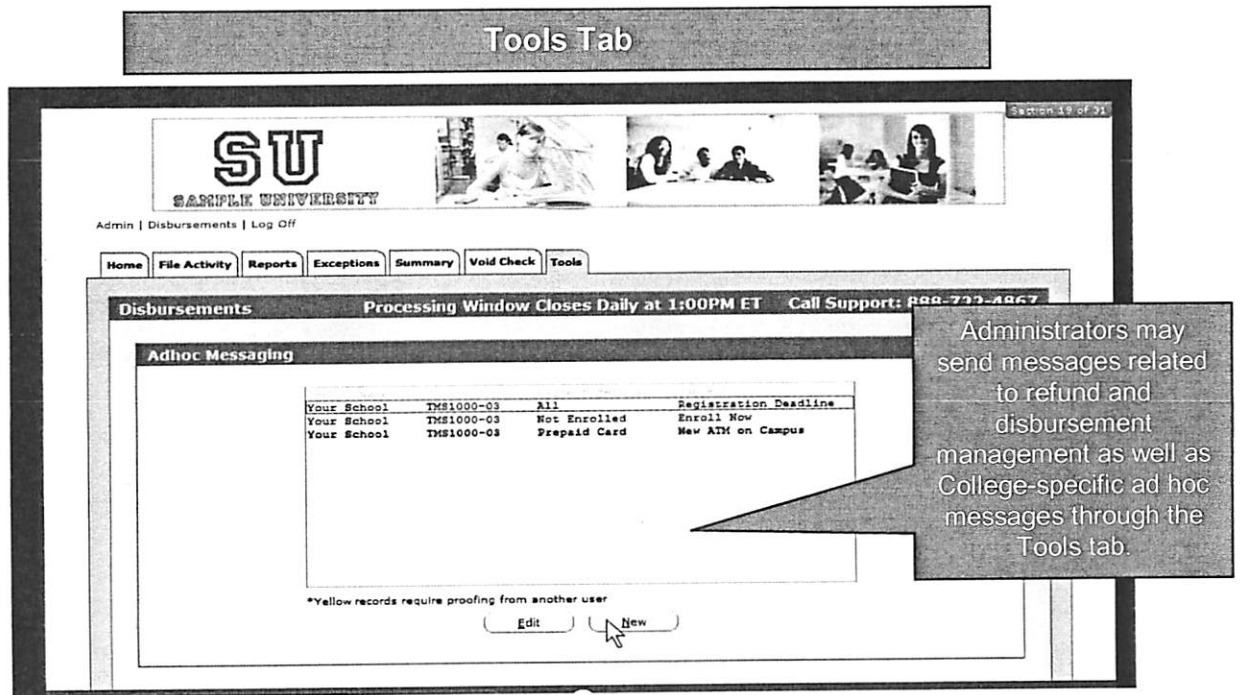 Tools Tab
Section 19 of 31
SU
SAMPLE UNIVERSITY
Admin | Disbursements | Log Off
Home File Activity Reports Exceptions Summary Void Check Tools
Disbursements Processing Window Closes Daily at 1:00PM ET Call Support: 888-722-4867
Adhoc Messaging
Your School TMS1000-03 All Registration Deadline
Your School TMS1000-03 Not Enrolled Enroll Now
Your School TMS1000-03 Prepaid Card New ATM on Campus
*Yellow records require proofing from another user
Edit New
Administrators may
send messages related
to refund and
disbursement
management as well as
College-specific ad hoc
messages through the
Tools tab.